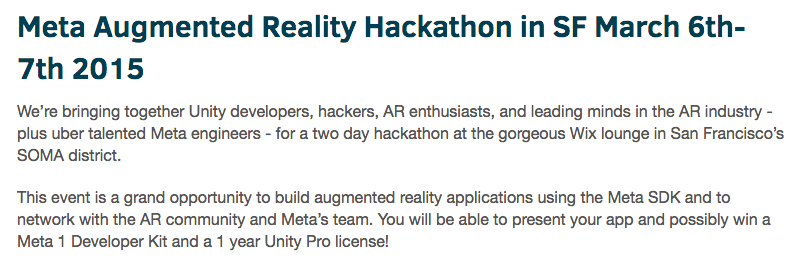 Meta Augmented Reality Hackathon in SF March 6th-
7th 2015
We’re bringing together Unity developers, hackers, AR enthusiasts, and leading minds in the AR industry -
plus uber talented Meta engineers - for a two day hackathon at the gorgeous Wix lounge in San Francisco’s
SOMA district.
This event is a grand opportunity to build augmented reality applications using the Meta SDK and to
network with the AR community and Meta’s team. You will be able to present your app and possibly win a
Meta 1 Developer Kit and a 1 year Unity Pro license!